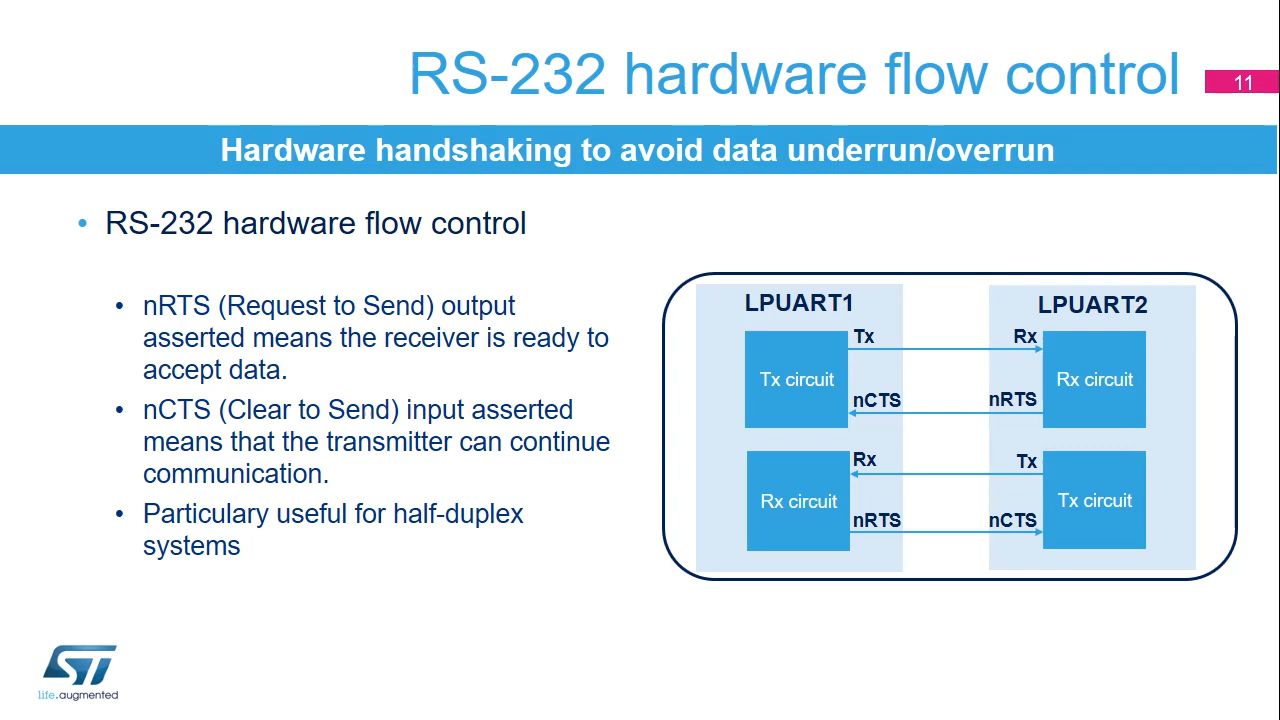 RS-232 hardware flow control
11
Hardware handshaking to avoid data underrun/overrun
• RS-232 hardware flow control
• nRTS (Request to Send) output
asserted means the receiver is ready to
accept data.
• nCTS (Clear to Send) input asserted
means that the transmitter can continue
communication.
• Particulary useful for half-duplex
systems
LPUART1
LPUART2
Tx
Rx
Tx circuit
Rx circuit
nCTS
nRTS
Rx
Tx
Rx circuit
Tx circuit
nRTS
nCTS
ST
life.augmented